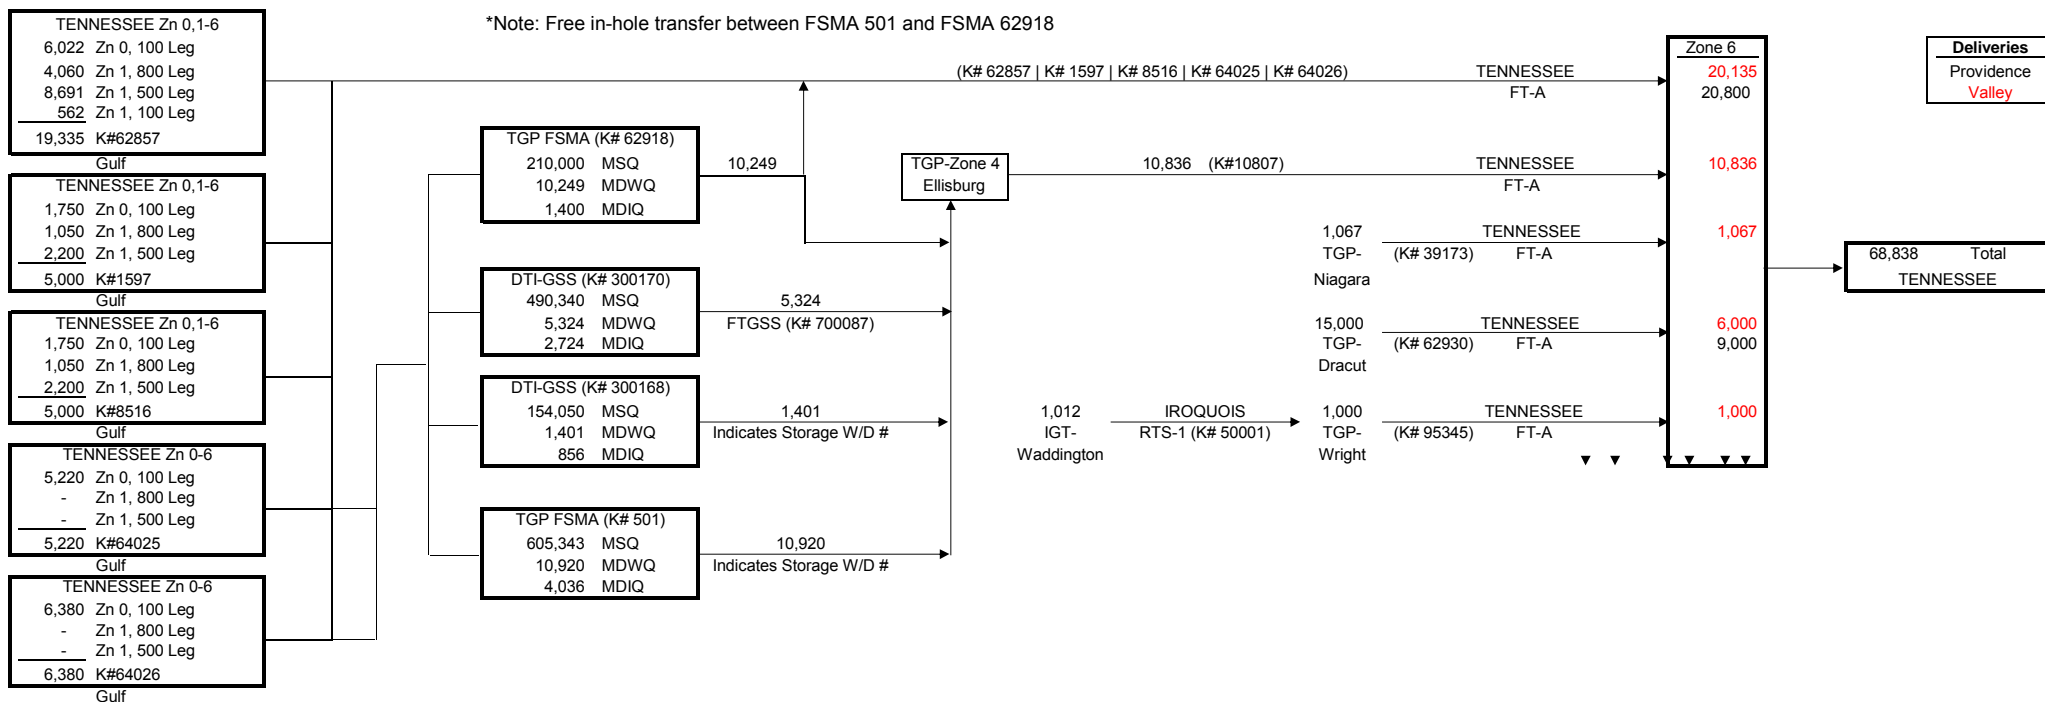 *Note: Free in-hole transfer between FSMA 501 and FSMA 62918
TENNESSEE Zn 0,1-6
6,022 Zn 0, 100 Leg
4,060 Zn 1, 800 Leg
8,691 Zn 1, 500 Leg
562 Zn 1, 100 Leg
19,335 K#62857
Gulf
TENNESSEE Zn 0,1-6
1,750 Zn 0, 100 Leg
1,050 Zn 1, 800 Leg
2,200 Zn 1, 500 Leg
5,000 K#1597
Gulf
TENNESSEE Zn 0,1-6
1,750 Zn 0, 100 Leg
1,050 Zn 1, 800 Leg
2,200 Zn 1, 500 Leg
5,000 K#8516
Gulf
TENNESSEE Zn 0-6
5,220 Zn 0, 100 Leg
- Zn 1, 800 Leg
- Zn 1, 500 Leg
5,220 K#64025
Gulf
TENNESSEE Zn 0-6
6,380 Zn 0, 100 Leg
- Zn 1, 800 Leg
- Zn 1, 500 Leg
6,380 K#64026
Gulf
TGP FSMA (K# 62918)
210,000 MSQ
10,249 MDWQ
1,400 MDIQ
10,249
DTI-GSS (K# 300170)
490,340 MSQ
5,324 MDWQ
2,724 MDIQ
5,324
FTGSS (K# 700087)
DTI-GSS (K# 300168)
154,050 MSQ
1,401 MDWQ
856 MDIQ
1,401
Indicates Storage W/D #
TGP FSMA (K# 501)
605,343 MSQ
10,920 MDWQ
4,036 MDIQ
10,920
Indicates Storage W/D #
TGP-Zone 4
Ellisburg
(K# 62857 | K# 1597 | K# 8516 | K# 64025 | K# 64026) TENNESSEE
FT-A
10,836 (K#10807) TENNESSEE
FT-A
1,067 TENNESSEE
TGP- (K# 39173) FT-A
Niagara
15,000 TENNESSEE
TGP- (K# 62930) FT-A
Dracut
1,012 IROQUOIS 1,000 TENNESSEE
IGT- RTS-1 (K# 50001) TGP- (K# 95345) FT-A
Waddington Wright
Zone 6
20,135
20,800
10,836
1,067
6,000
9,000
1,000
Deliveries
Providence
Valley
68,838 Total
TENNESSEE